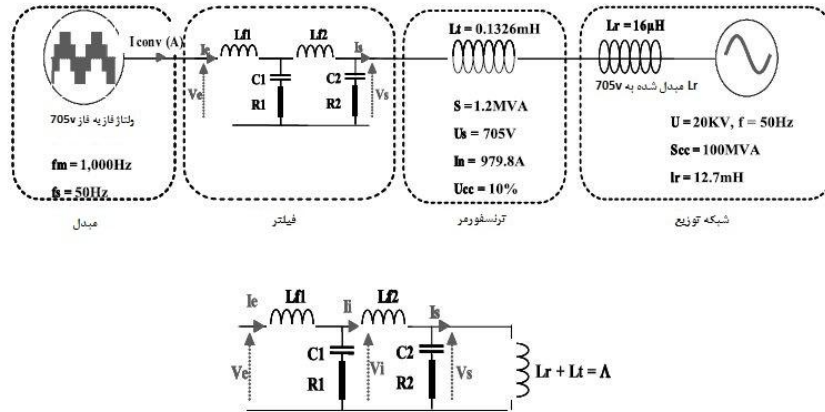 I conv (A)
Ie
Lf1
Lf2
Is
C1
C2
Ve
R1
R2
Vs
ولتاژ فاز به فاز 705v
fm = 1,000Hz
fs = 50Hz
Lt = 0.1326mH
S = 1.2MVA
Us = 705V
In = 979.8A
Ucc = 10%
Lr = 16µH
Lr مبدل شده به 705v
U = 20KV, f = 50Hz
Scc = 100MVA
lr = 12.7mH
مبدل
فیلتر
ترنسفورمر
شبکه توزیع
Ie
Lf1
Ii
Lf2
Is
C1
C2
Ve
R1
Vi
R2
Vs
Lr + Lt = Λ